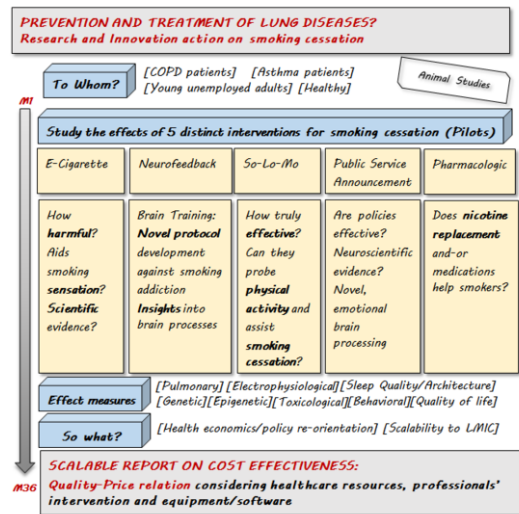 PREVENTION AND TREATMENT OF LUNG DISEASES?
Research and Innovation action on smoking cessation
M1
To Whom?
[COPD patients] [Asthma patients]
[Young unemployed adults] [Healthy]
Animal Studies
Study the effects of 5 distinct interventions for smoking cessation (Pilots)
E-Cigarette
Neurofeedback
So-Lo-Mo
Public Service
Announcement
Pharmacologic
How
harmful?
Aids
smoking
sensation?
Scientific
evidence?
Brain Training:
Novel protocol
development
against smoking
addiction
Insights into
brain processes
How truly
effective?
Can they
probe
physical
activity and
assist
smoking
cessation?
Are policies
effective?
Neuroscientific
evidence?
Novel,
emotional
brain
processing
Does nicotine
replacement
and-or
medications
help smokers?
Effect measures
[Pulmonary] [Electrophysiological] [Sleep Quality/Architecture]
[Genetic][Epigenetic] [Toxicological] [Behavioral] [Quality of life]
So what?
[Health economics/policy re-orientation] [Scalability to LMIC]
M36
SCALABLE REPORT ON COST EFFECTIVENESS:
Quality-Price relation considering healthcare resources, professionals'
intervention and equipment/software